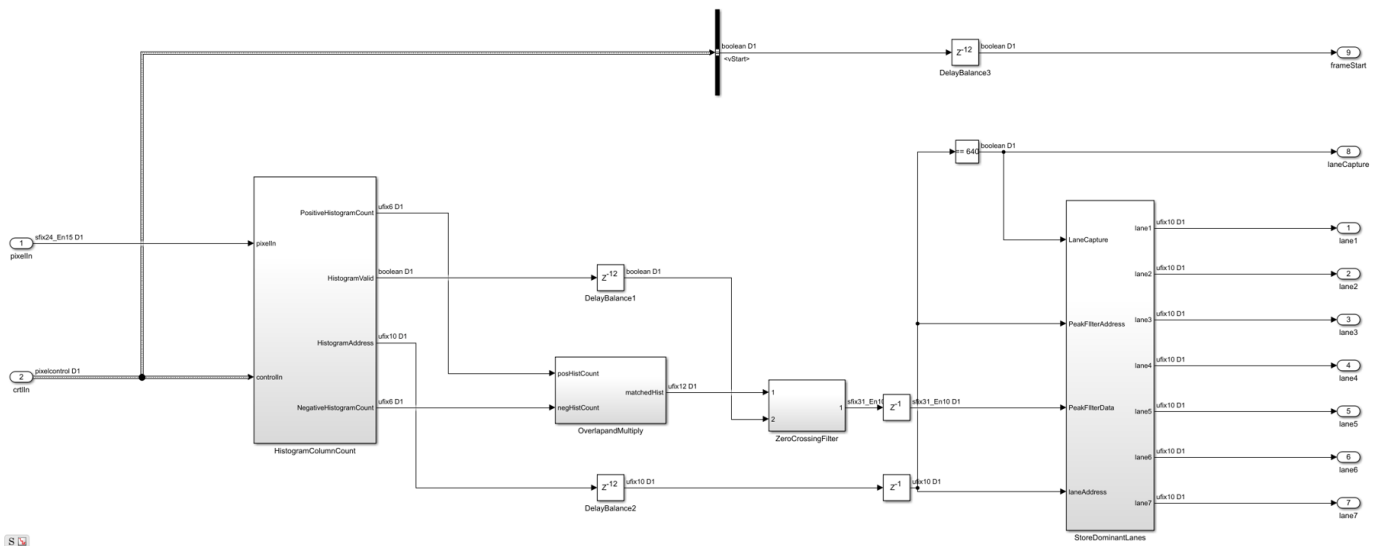 boolean D1
<vStart>
z-12
boolean D1
DelayBalance3
9
frameStart
== 640
boolean D1
8
laneCapture
1
pixelIn
sfix24_En15 D1
2
crtlIn
pixelcontrol D1
pixelIn
controlIn
PositiveHistogramCount
HistogramValid
HistogramAddress
NegativeHistogramCount
HistogramColumnCount
ufix6 D1
boolean D1
ufix10 D1
ufix6 D1
z-12
boolean D1
DelayBalance1
posHistCount
negHistCount
matchedHist
OverlapandMultiply
ufix12 D1
z-12
ufix10 D1
DelayBalance2
1
2
1
ZeroCrossingFilter
sfix31_En10
z-1
sfix31_En10 D1
z-1
ufix10 D1
LaneCapture
PeakFIlterAddress
PeakFIlterData
laneAddress
lane1
lane2
lane3
lane4
lane5
lane6
lane7
StoreDominantLanes
ufix10 D1
1
lane1
ufix10 D1
2
lane2
ufix10 D1
3
lane3
ufix10 D1
4
lane4
ufix10 D1
5
lane5
ufix10 D1
6
lane6
ufix10 D1
7
lane7
S